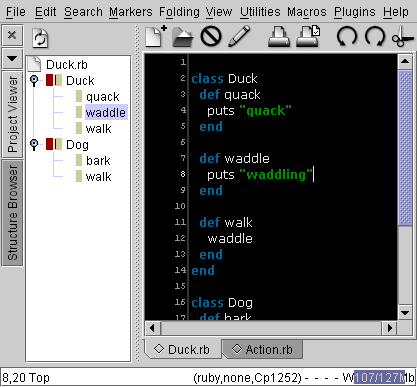 File Edit Search Markers Folding View Utilities Macros Plugins Help
Project Viewer
Structure Browser
Duck.rb
Duck
quack
waddle
walk
Dog
bark
walk
1
2 class Duck
3 def quack
4 puts "quack"
5 end
6
7 def waddle
8 puts "waddling"
9 end
10
11 def walk
12 waddle
13 end
14 end
15
16 class Dog
17 def bark
Duck.rb Action.rb
8,20 Top (ruby,none,Cp1252) - - - - W 107/127Mb